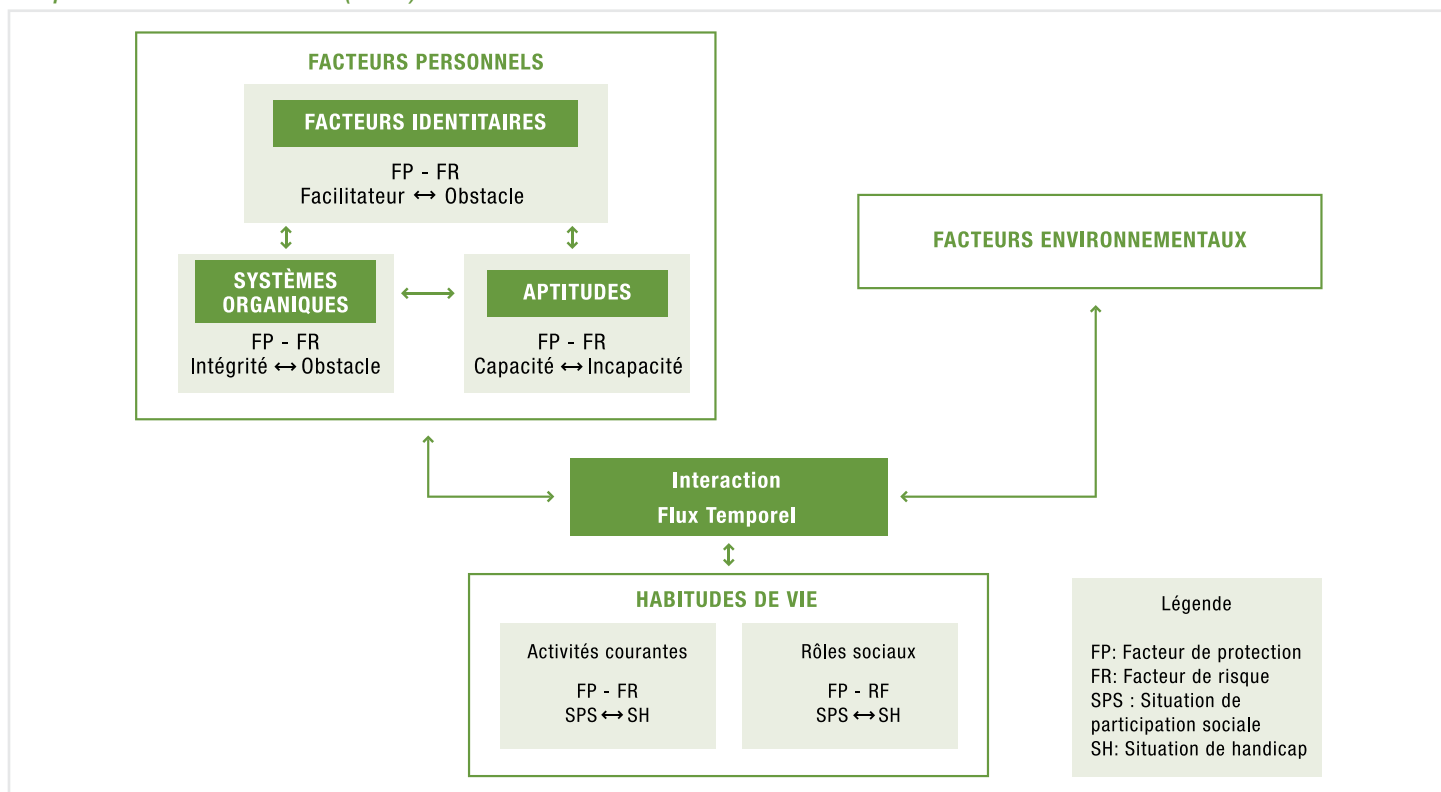 FACTEURS PERSONNELS
FACTEURS IDENTITAIRES
FP - FR
Facilitateur ↔ Obstacle
SYSTÈMES
ORGANIQUES
FP - FR
Intégrité ↔ Obstacle
APTITUDES
FP - FR
Capacité ↔ Incapacité
FACTEURS ENVIRONNEMENTAUX
Interaction
Flux Temporel
HABITUDES DE VIE
Activités courantes
FP - FR
SPS ↔ SH
Rôles sociaux
FP - RF
SPS ↔ SH
Légende
FP: Facteur de protection
FR: Facteur de risque
SPS : Situation de
participation sociale
SH: Situation de handicap